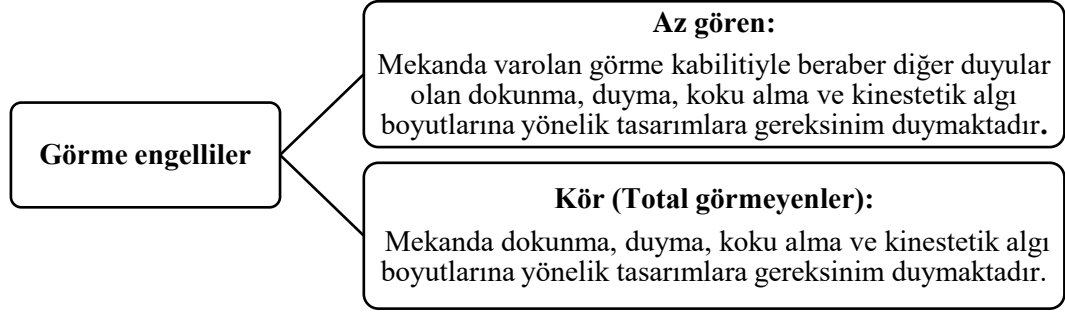 Görme engelliler
Az gören:
Mekanda varolan görme kabilitiyle beraber diğer duyular
olan dokunma, duyma, koku alma ve kinestetik algı
boyutlarına yönelik tasarımlara gereksinim duymaktadır.
Kör (Total görmeyenler):
Mekanda dokunma, duyma, koku alma ve kinestetik algı
boyutlarına yönelik tasarımlara gereksinim duymaktadır.